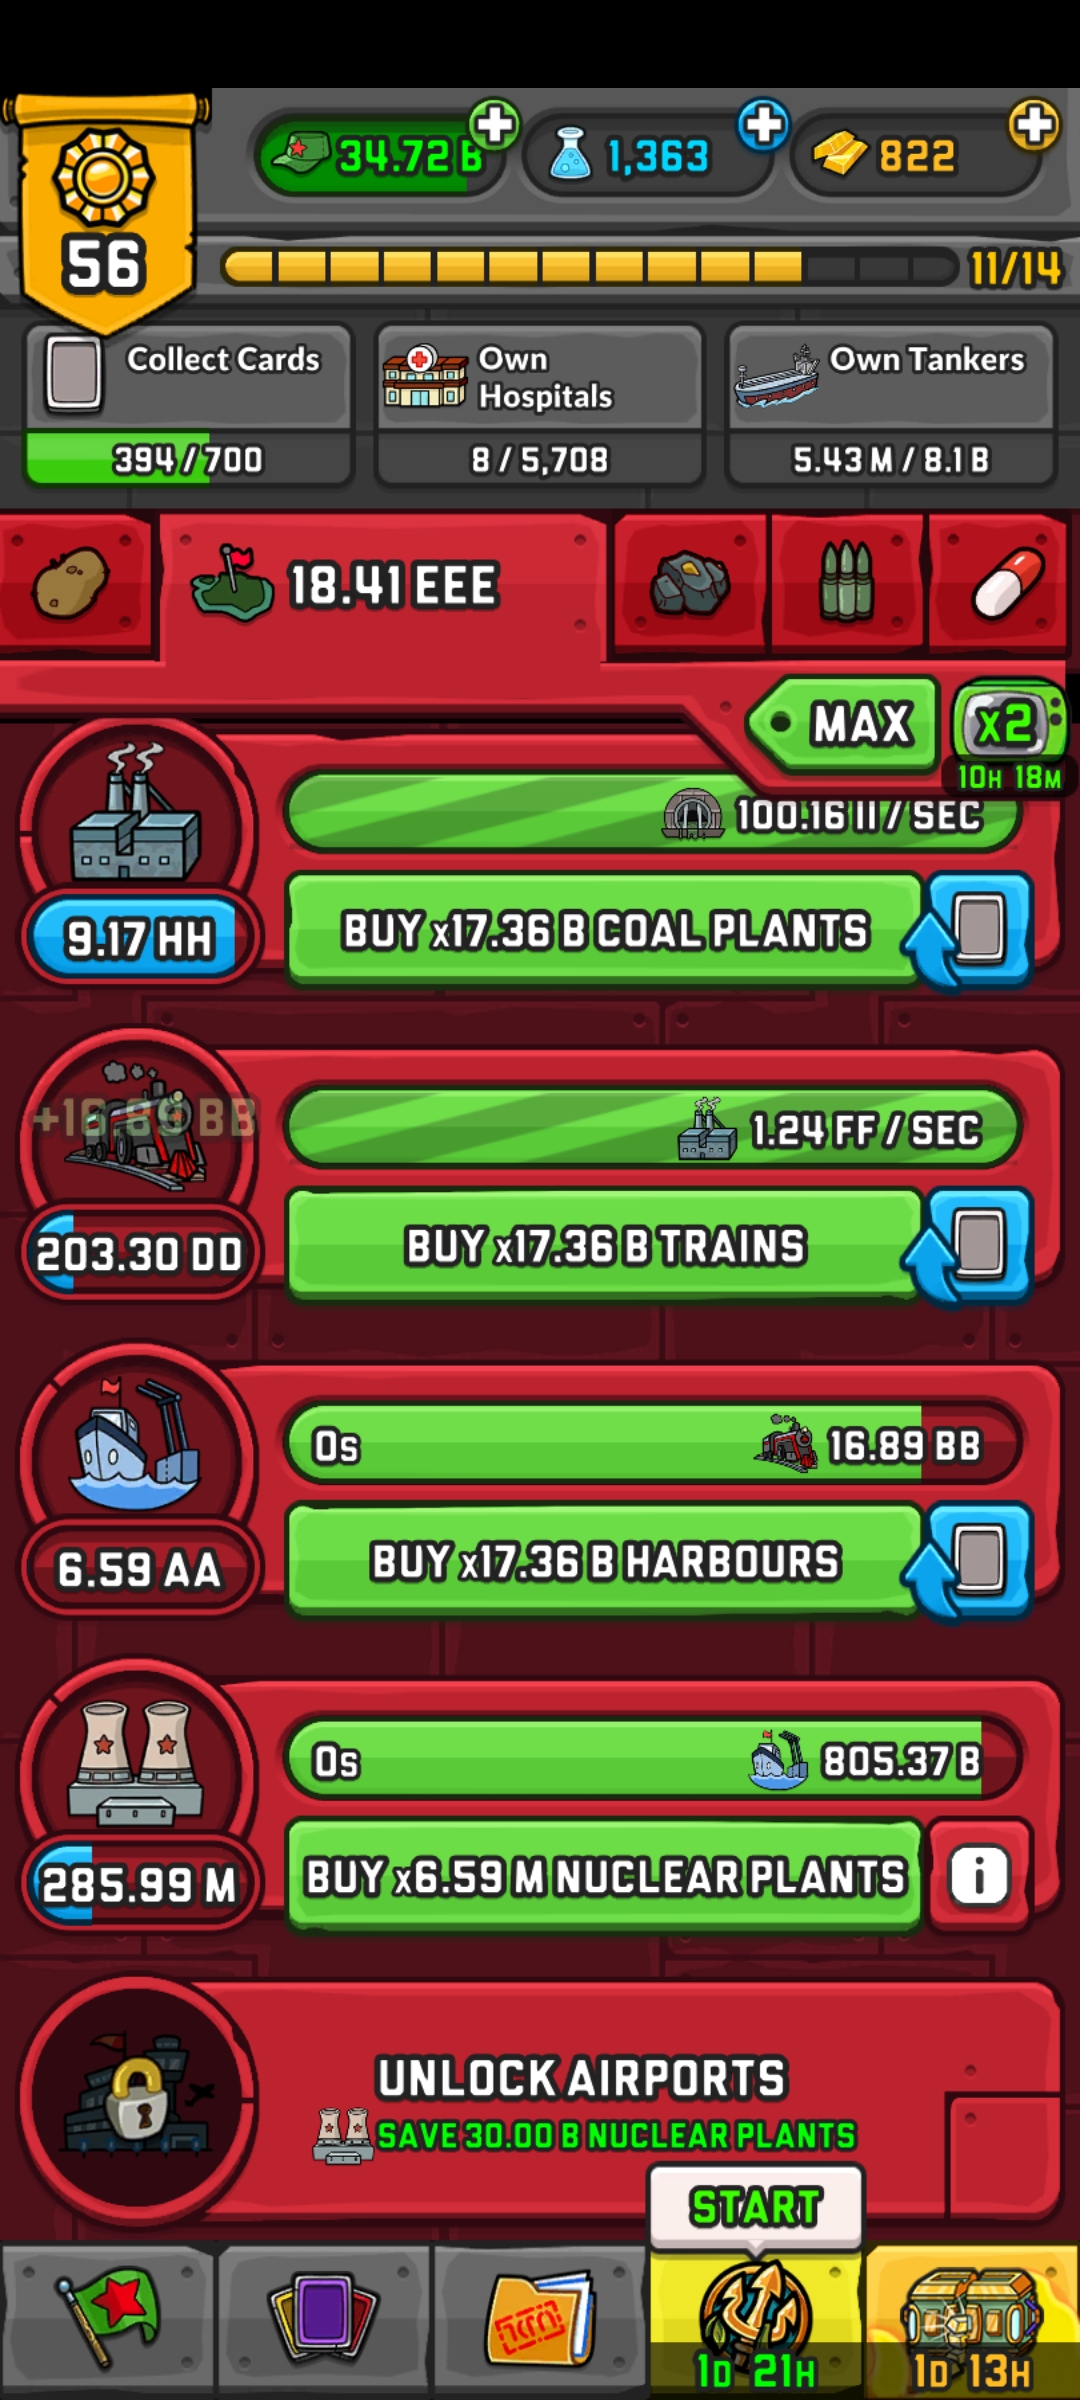 34.72 B
1,363
822
56
11/14
Collect Cards
394 / 700
Own
Hospitals
8 / 5,708
Own Tankers
5.43 M / 8.1 B
18.41 EEE
MAX
x2
10H 18M
100.16 II / SEC
9.17 HH
BUY x17.36 B COAL PLANTS
+16.89 BB
1.24 FF / SEC
203.30 DD
BUY x17.36 B TRAINS
0s
16.89 BB
6.59 AA
BUY x17.36 B HARBOURS
0s
805.37 B
285.99 M
BUY x6.59 M NUCLEAR PLANTS
i
UNLOCK AIRPORTS
SAVE 30.00 B NUCLEAR PLANTS
START
1D 21H
1D 13H